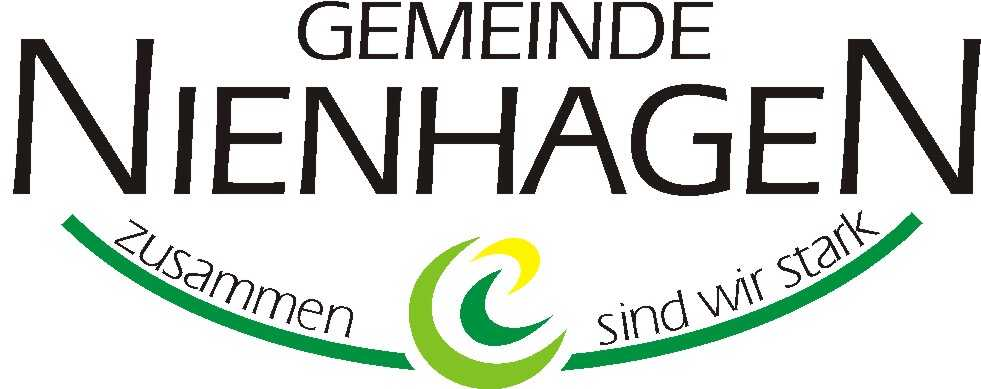 GEMEINDE
NIENHAGEN
zusammen sind wir stark